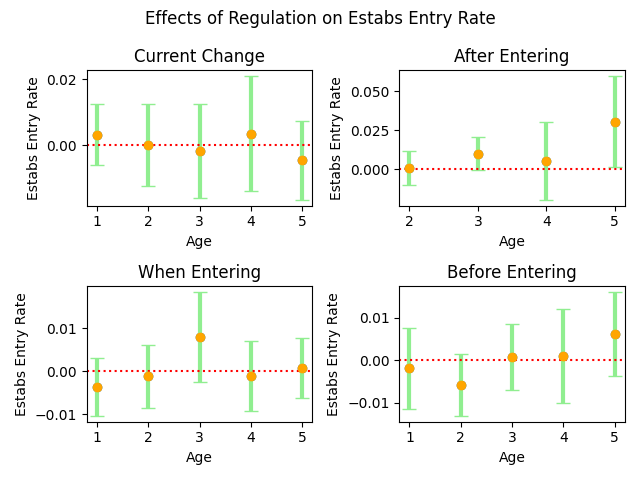 Effects of Regulation on Estabs Entry Rate
Current Change
Estabs Entry Rate
0.02
0.00
1 2 3 4 5
Age
After Entering
Estabs Entry Rate
0.050
0.025
0.000
2 3 4 5
Age
When Entering
Estabs Entry Rate
0.01
0.00
−0.01
1 2 3 4 5
Age
Before Entering
Estabs Entry Rate
0.01
0.00
−0.01
1 2 3 4 5
Age